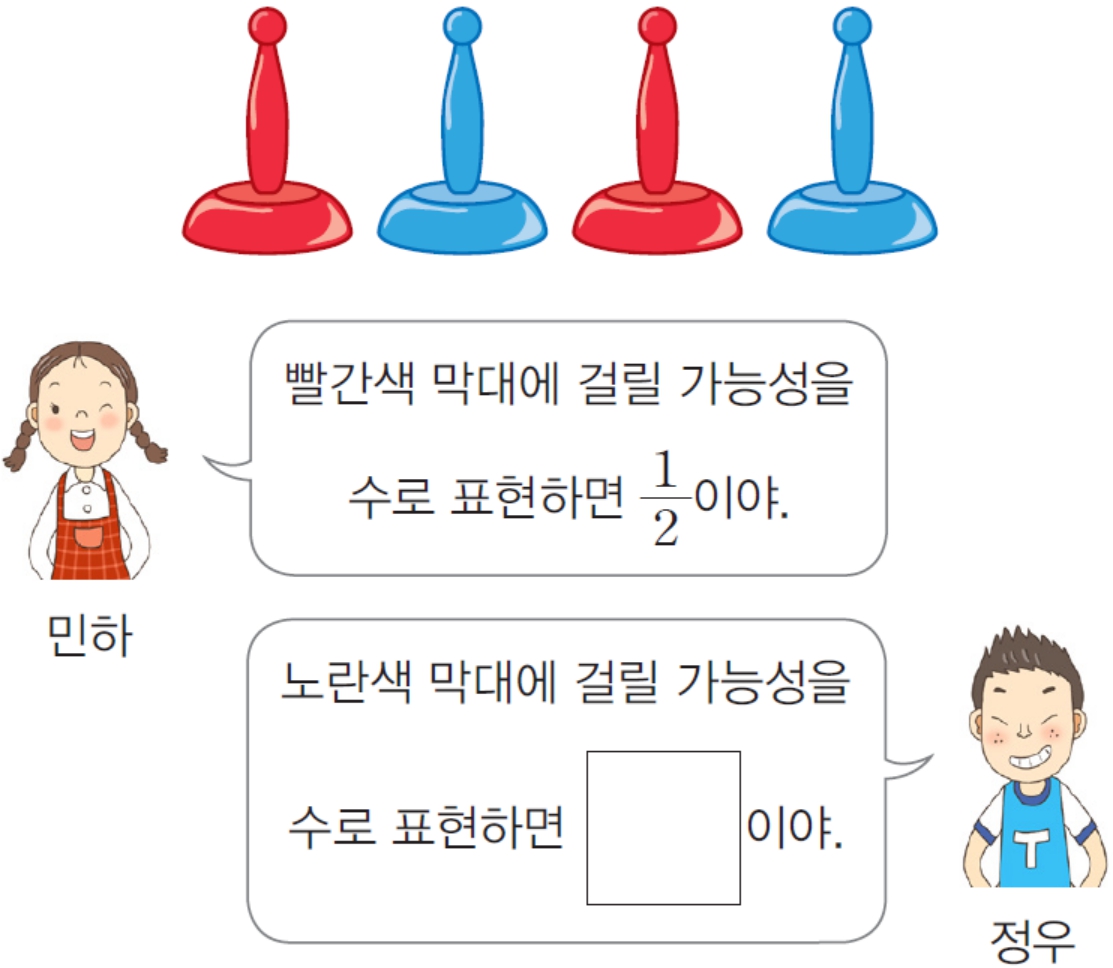 빨간색 막대에 걸릴 가능성을
수로 표현하면 1/2이야.
민하
노란색 막대에 걸릴 가능성을
수로 표현하면 이야.
T
정우